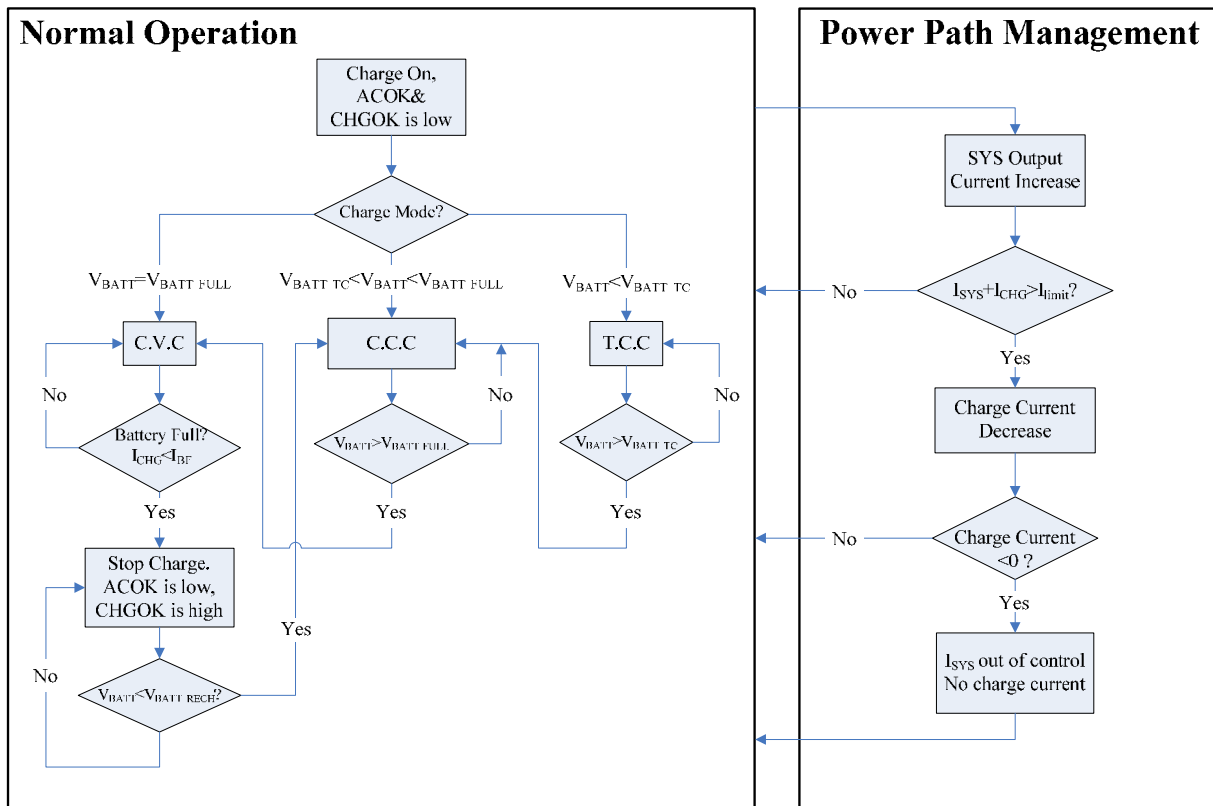 Normal Operation
Charge On,
ACOK&
CHGOK is low
Charge Mode?
VBATT=VBATT FULL
VBATT TC<VBATT<VBATT FULL
VBATT<VBATT TC
C.V.C
C.C.C
T.C.C
No
No
No
Battery Full?
ICHG<IBF
VBATT>VBATT FULL
VBATT>VBATT TC
Yes
Yes
Yes
Stop Charge.
ACOK is low,
CHGOK is high
Yes
No
VBATT<VBATT RECH?
Power Path Management
SYS Output
Current Increase
ISYS+ICHG>Ilimit?
No
Yes
Charge Current
Decrease
Charge Current
<0 ?
No
Yes
ISYS out of control
No charge current